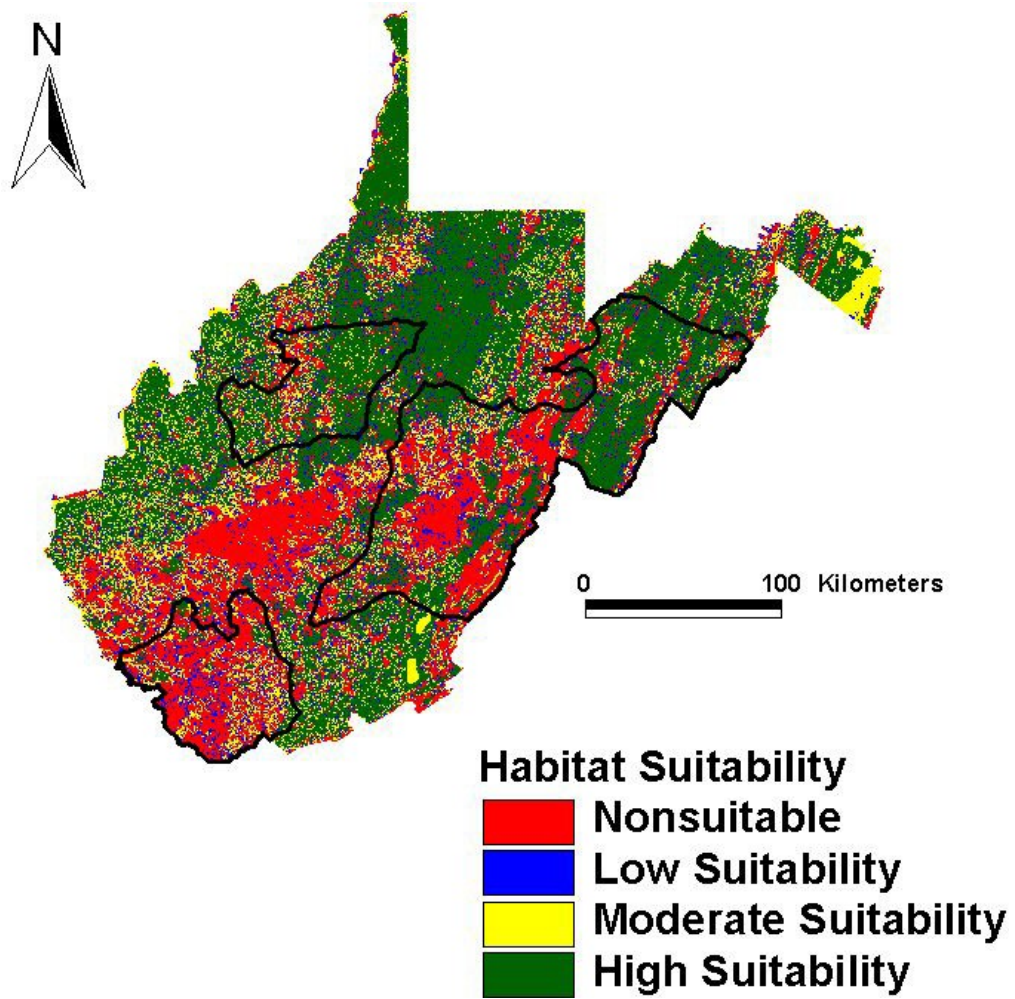 N
0 100 Kilometers
Habitat Suitability
Nonsuitable
Low Suitability
Moderate Suitability
High Suitability